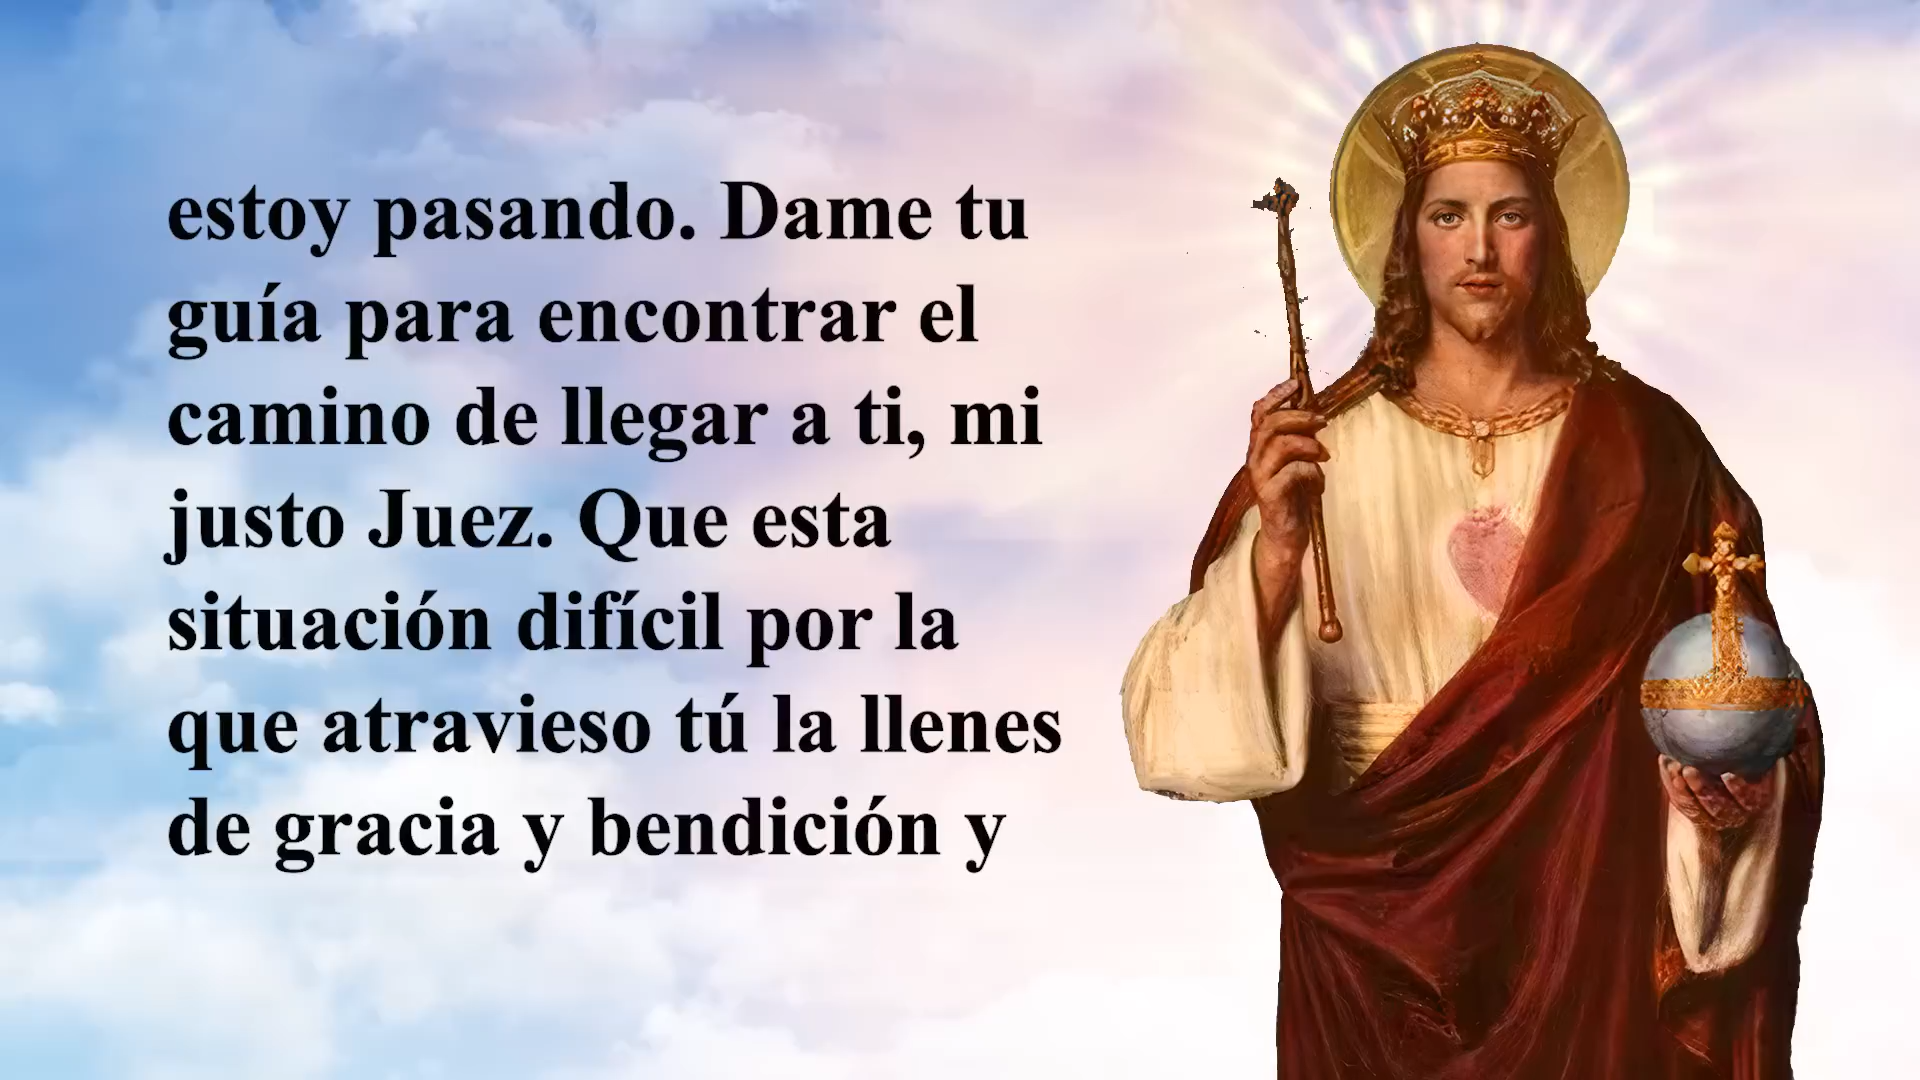 estoy pasando. Dame tu
guía para encontrar el
camino de llegar a ti, mi
justo Juez. Que esta
situación difícil por la
que atravieso tú la llenes
de gracia y bendición y